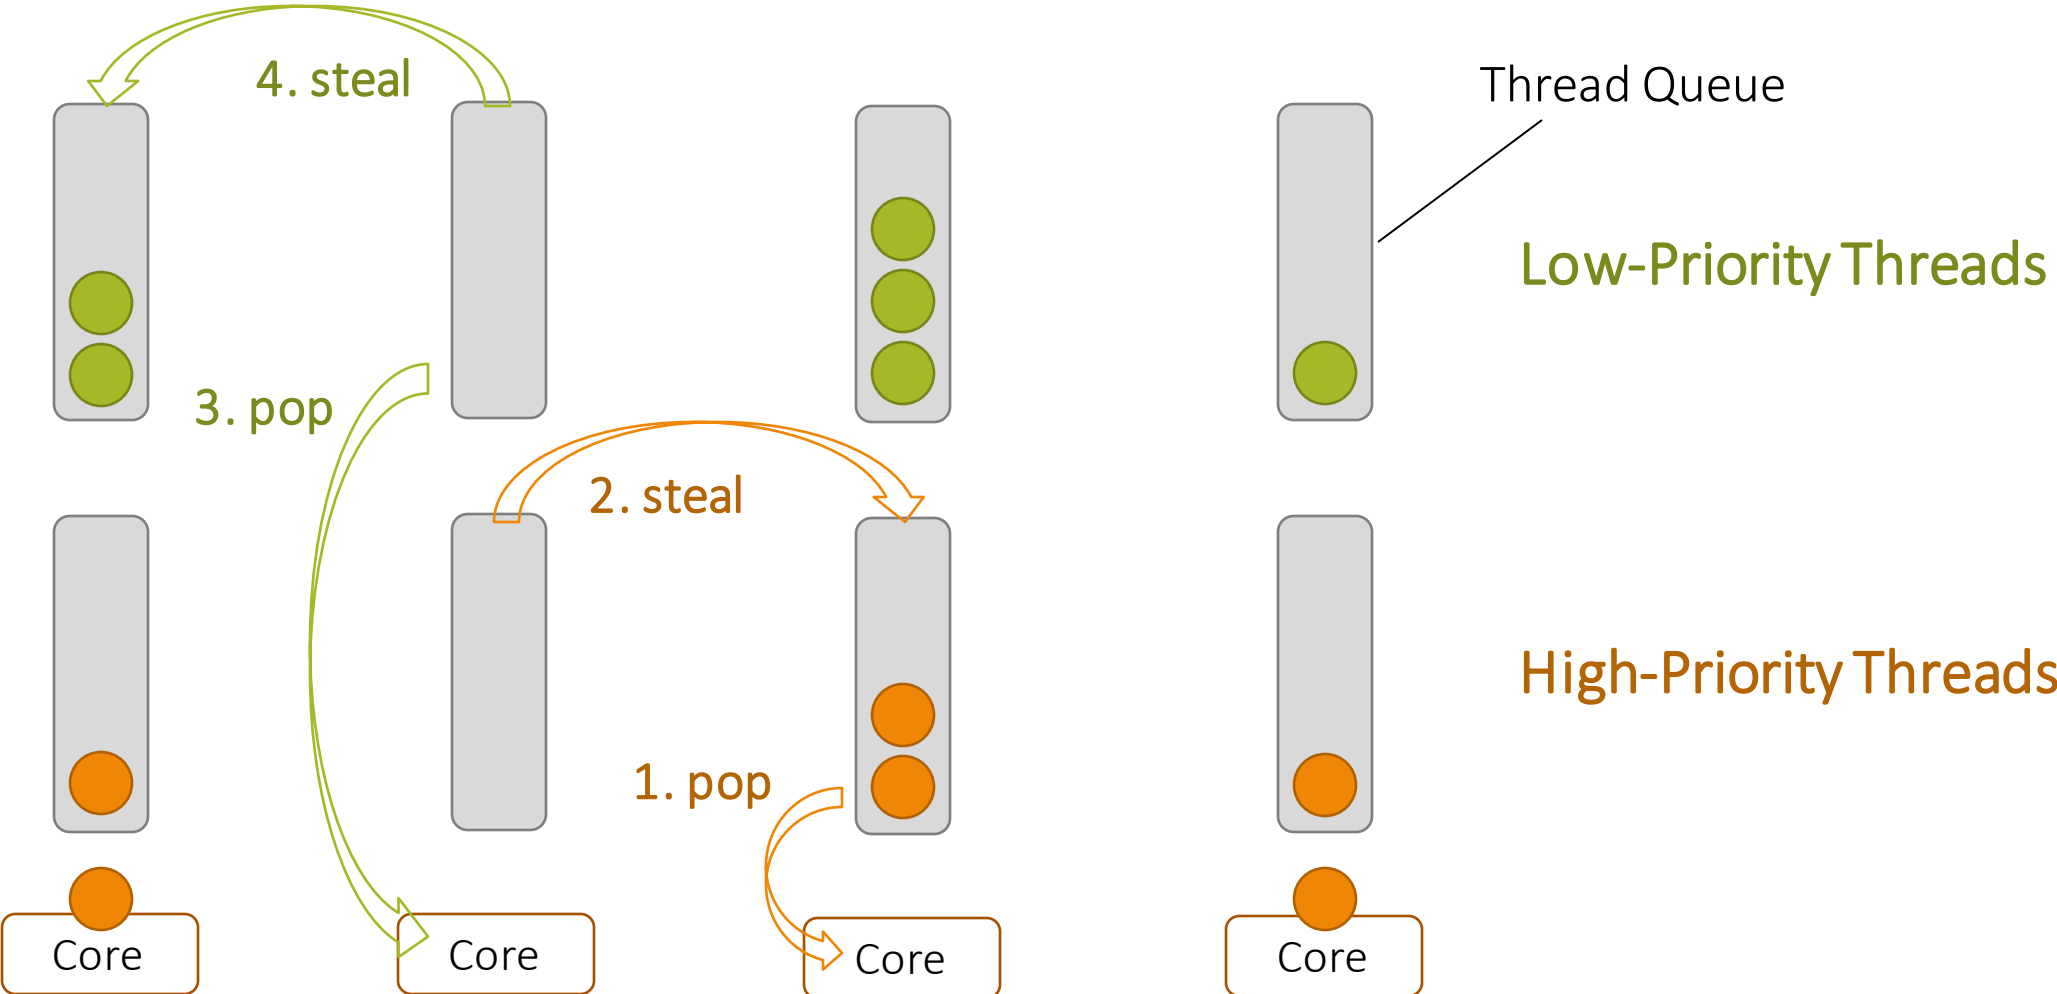 4. steal
Thread Queue
Low-Priority Threads
3. pop
2. steal
High-Priority Threads
1. pop
Core
Core
Core
Core